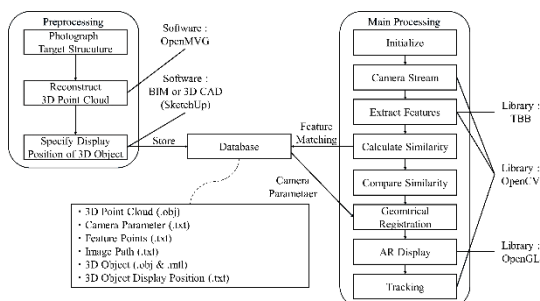 Preprocessing
Photograph
Target Strucuture
Reconstruct
3D Point Cloud
Specify Display
Position of 3D Object
Software :
OpenMVG
Software :
BIM or 3D CAD
(SketchUp)
Store
Database
Feature
Matching
Camera
Parametaer
・3D Point Cloud (.obj)
・Camera Parameter (.txt)
・Feature Points (.txt)
・Image Path (.txt)
・3D Object (.obj & .mtl)
・3D Object Display Position (.txt)
Main Processing
Initialize
Camera Stream
Extract Features
Calculate Similarity
Compare Similarity
Geomtrical
Registration
AR Display
Tracking
Library :
TBB
Library :
OpenCV
Library :
OpenGL